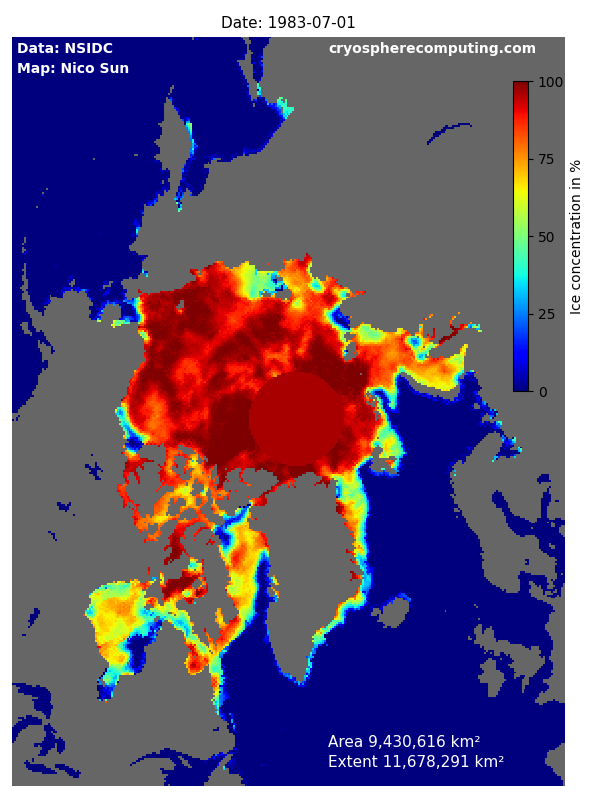 Date: 1983-07-01
Data: NSIDC
Map: Nico Sun
cryospherecomputing.com
100
75
50
25
0
Ice concentration in %
Area 9,430,616 km²
Extent 11,678,291 km²